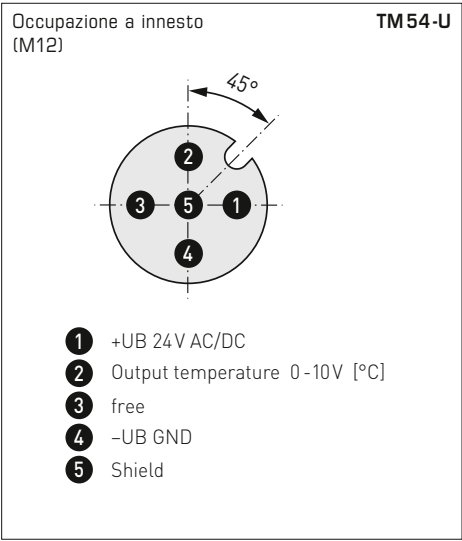 Occupazione a innesto TM54-U
(M12)
45°
2
3 5 1
4
1 +UB 24V AC/DC
2 Output temperature 0-10V [°C]
3 free
4 –UB GND
5 Shield